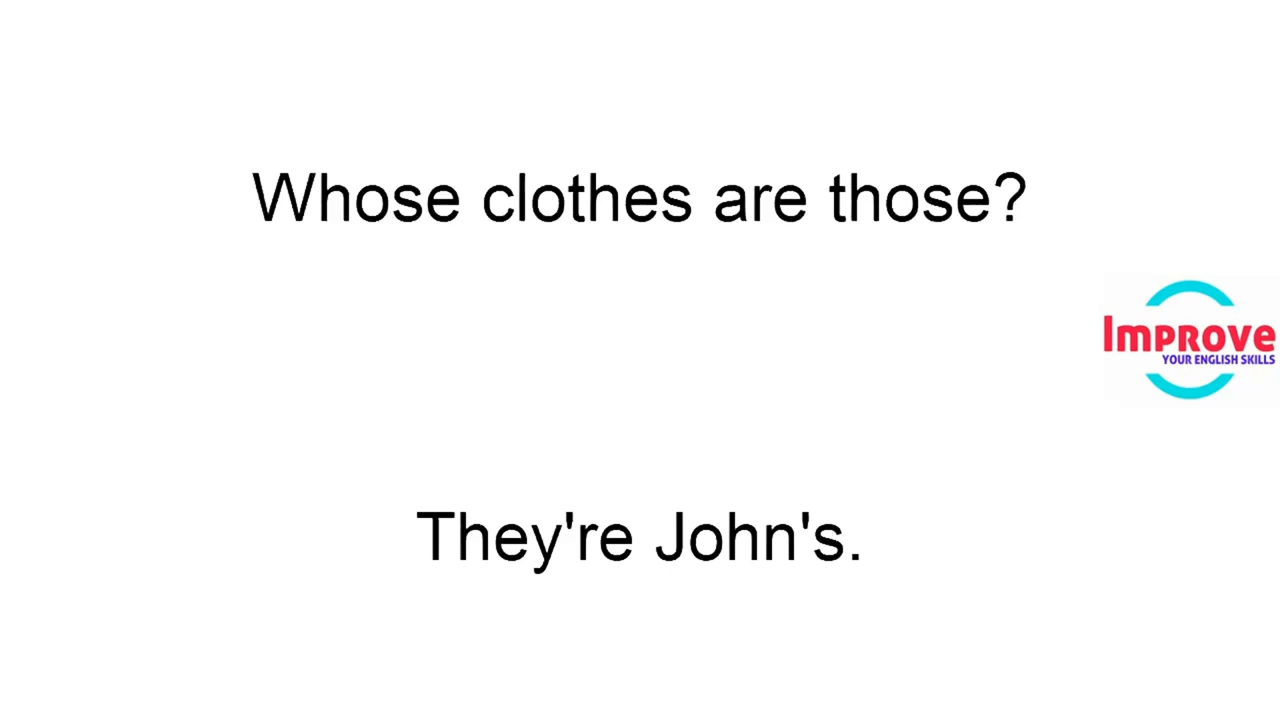 Whose clothes are those?
Improve
YOUR ENGLISH SKILLS
They're John's.